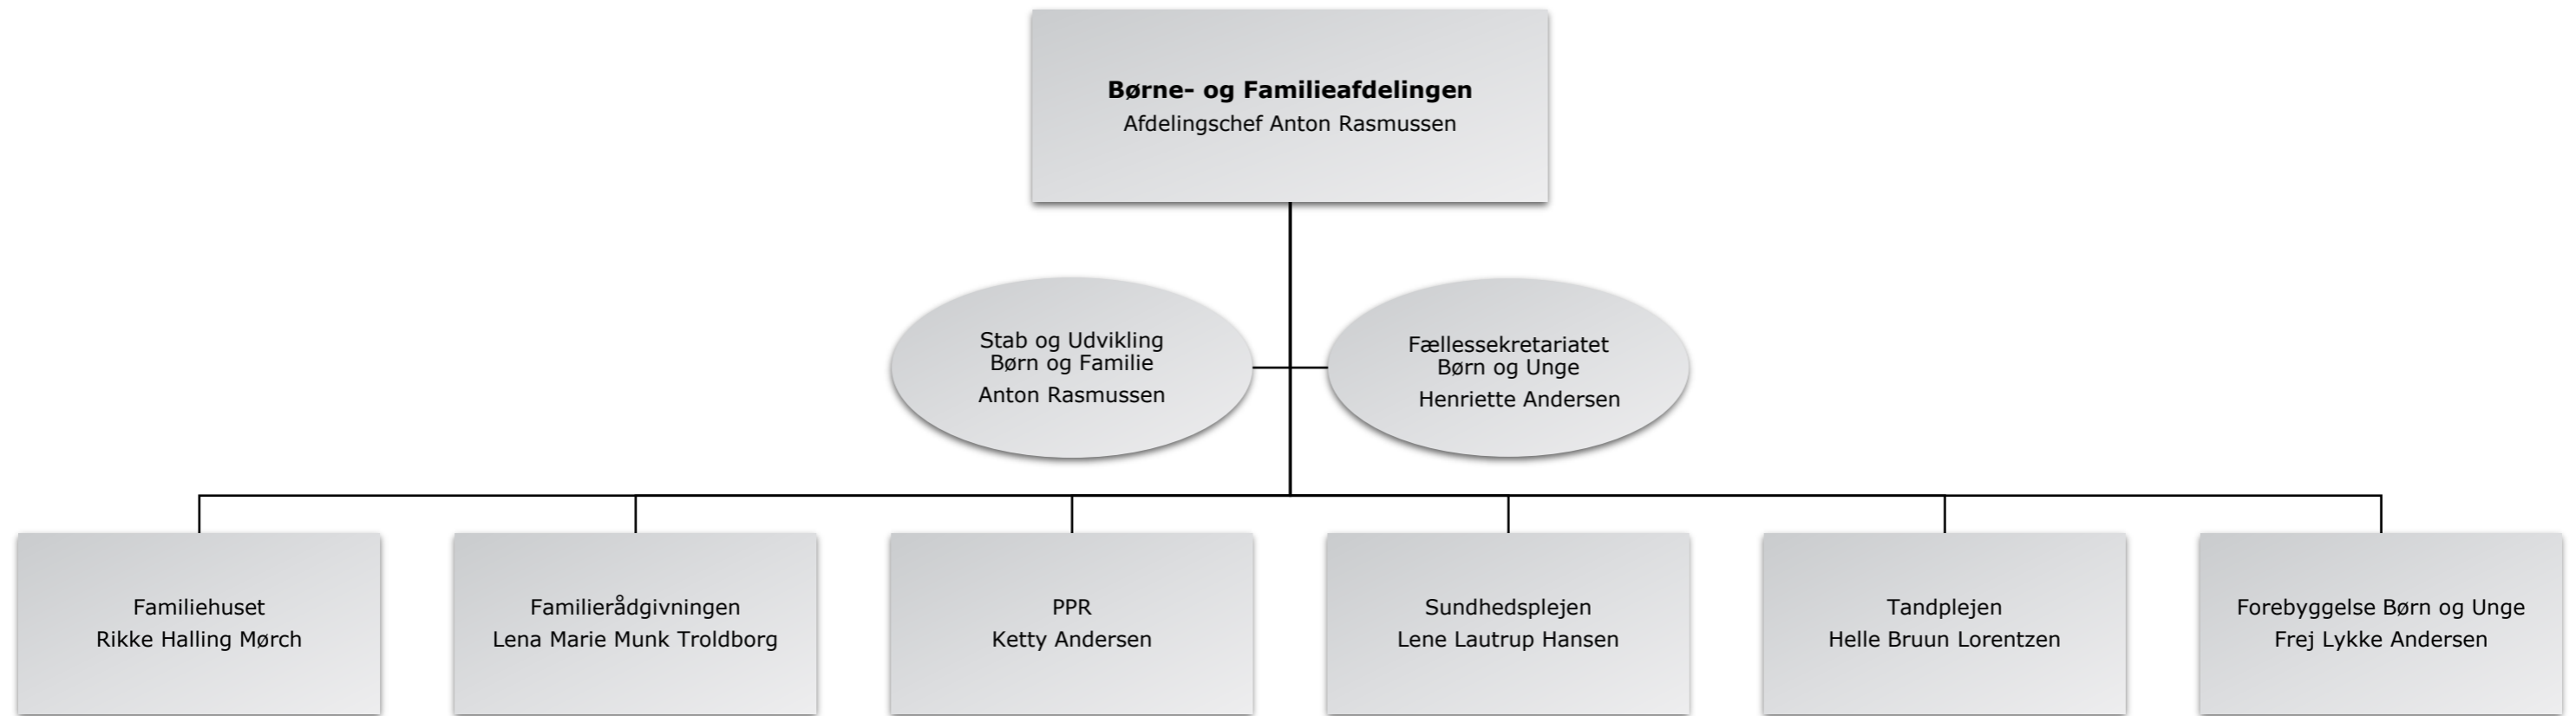 Børne- og Familieafdelingen
Afdelingschef Anton Rasmussen
Stab og Udvikling
Børn og Familie
Anton Rasmussen
Fællessekretariatet
Børn og Unge
Henriette Andersen
Familiehuset
Rikke Halling Mørch
Familierådgivningen
Lena Marie Munk Troldborg
PPR
Ketty Andersen
Sundhedsplejen
Lene Lautrup Hansen
Tandplejen
Helle Bruun Lorentzen
Forebyggelse Børn og Unge
Frej Lykke Andersen